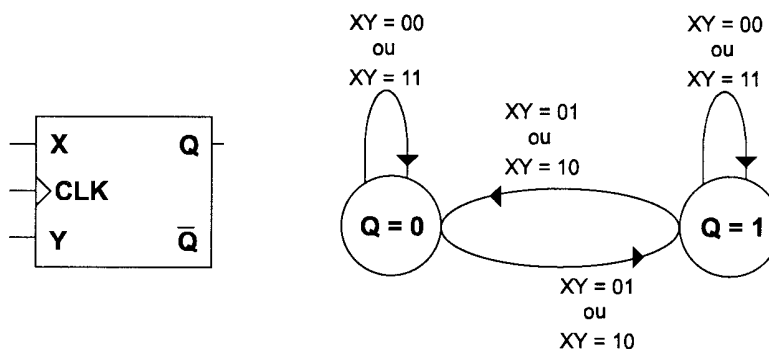 X
Q
CLK
Y
Q̅
XY = 00
ou
XY = 11
XY = 01
ou
XY = 10
XY = 00
ou
XY = 11
Q = 0
Q = 1
XY = 01
ou
XY = 10